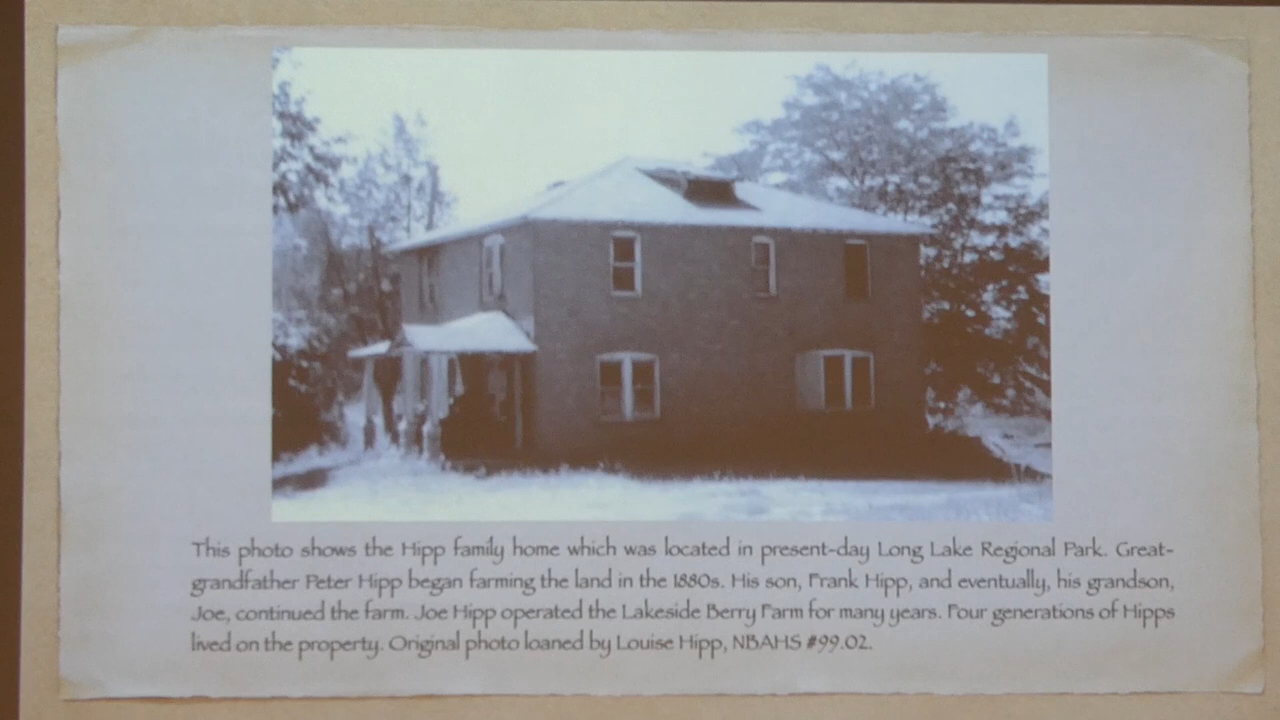 This photo shows the Hipp family home which was located in present-day Long Lake Regional Park. Great-
grandfather Peter Hipp began farming the land in the 1880s. His son, Frank Hipp, and eventually, his grandson,
Joe, continued the farm. Joe Hipp operated the Lakeside Berry Farm for many years. Four generations of Hipps
lived on the property. Original photo loaned by Louise Hipp, NBAHS #99.02.